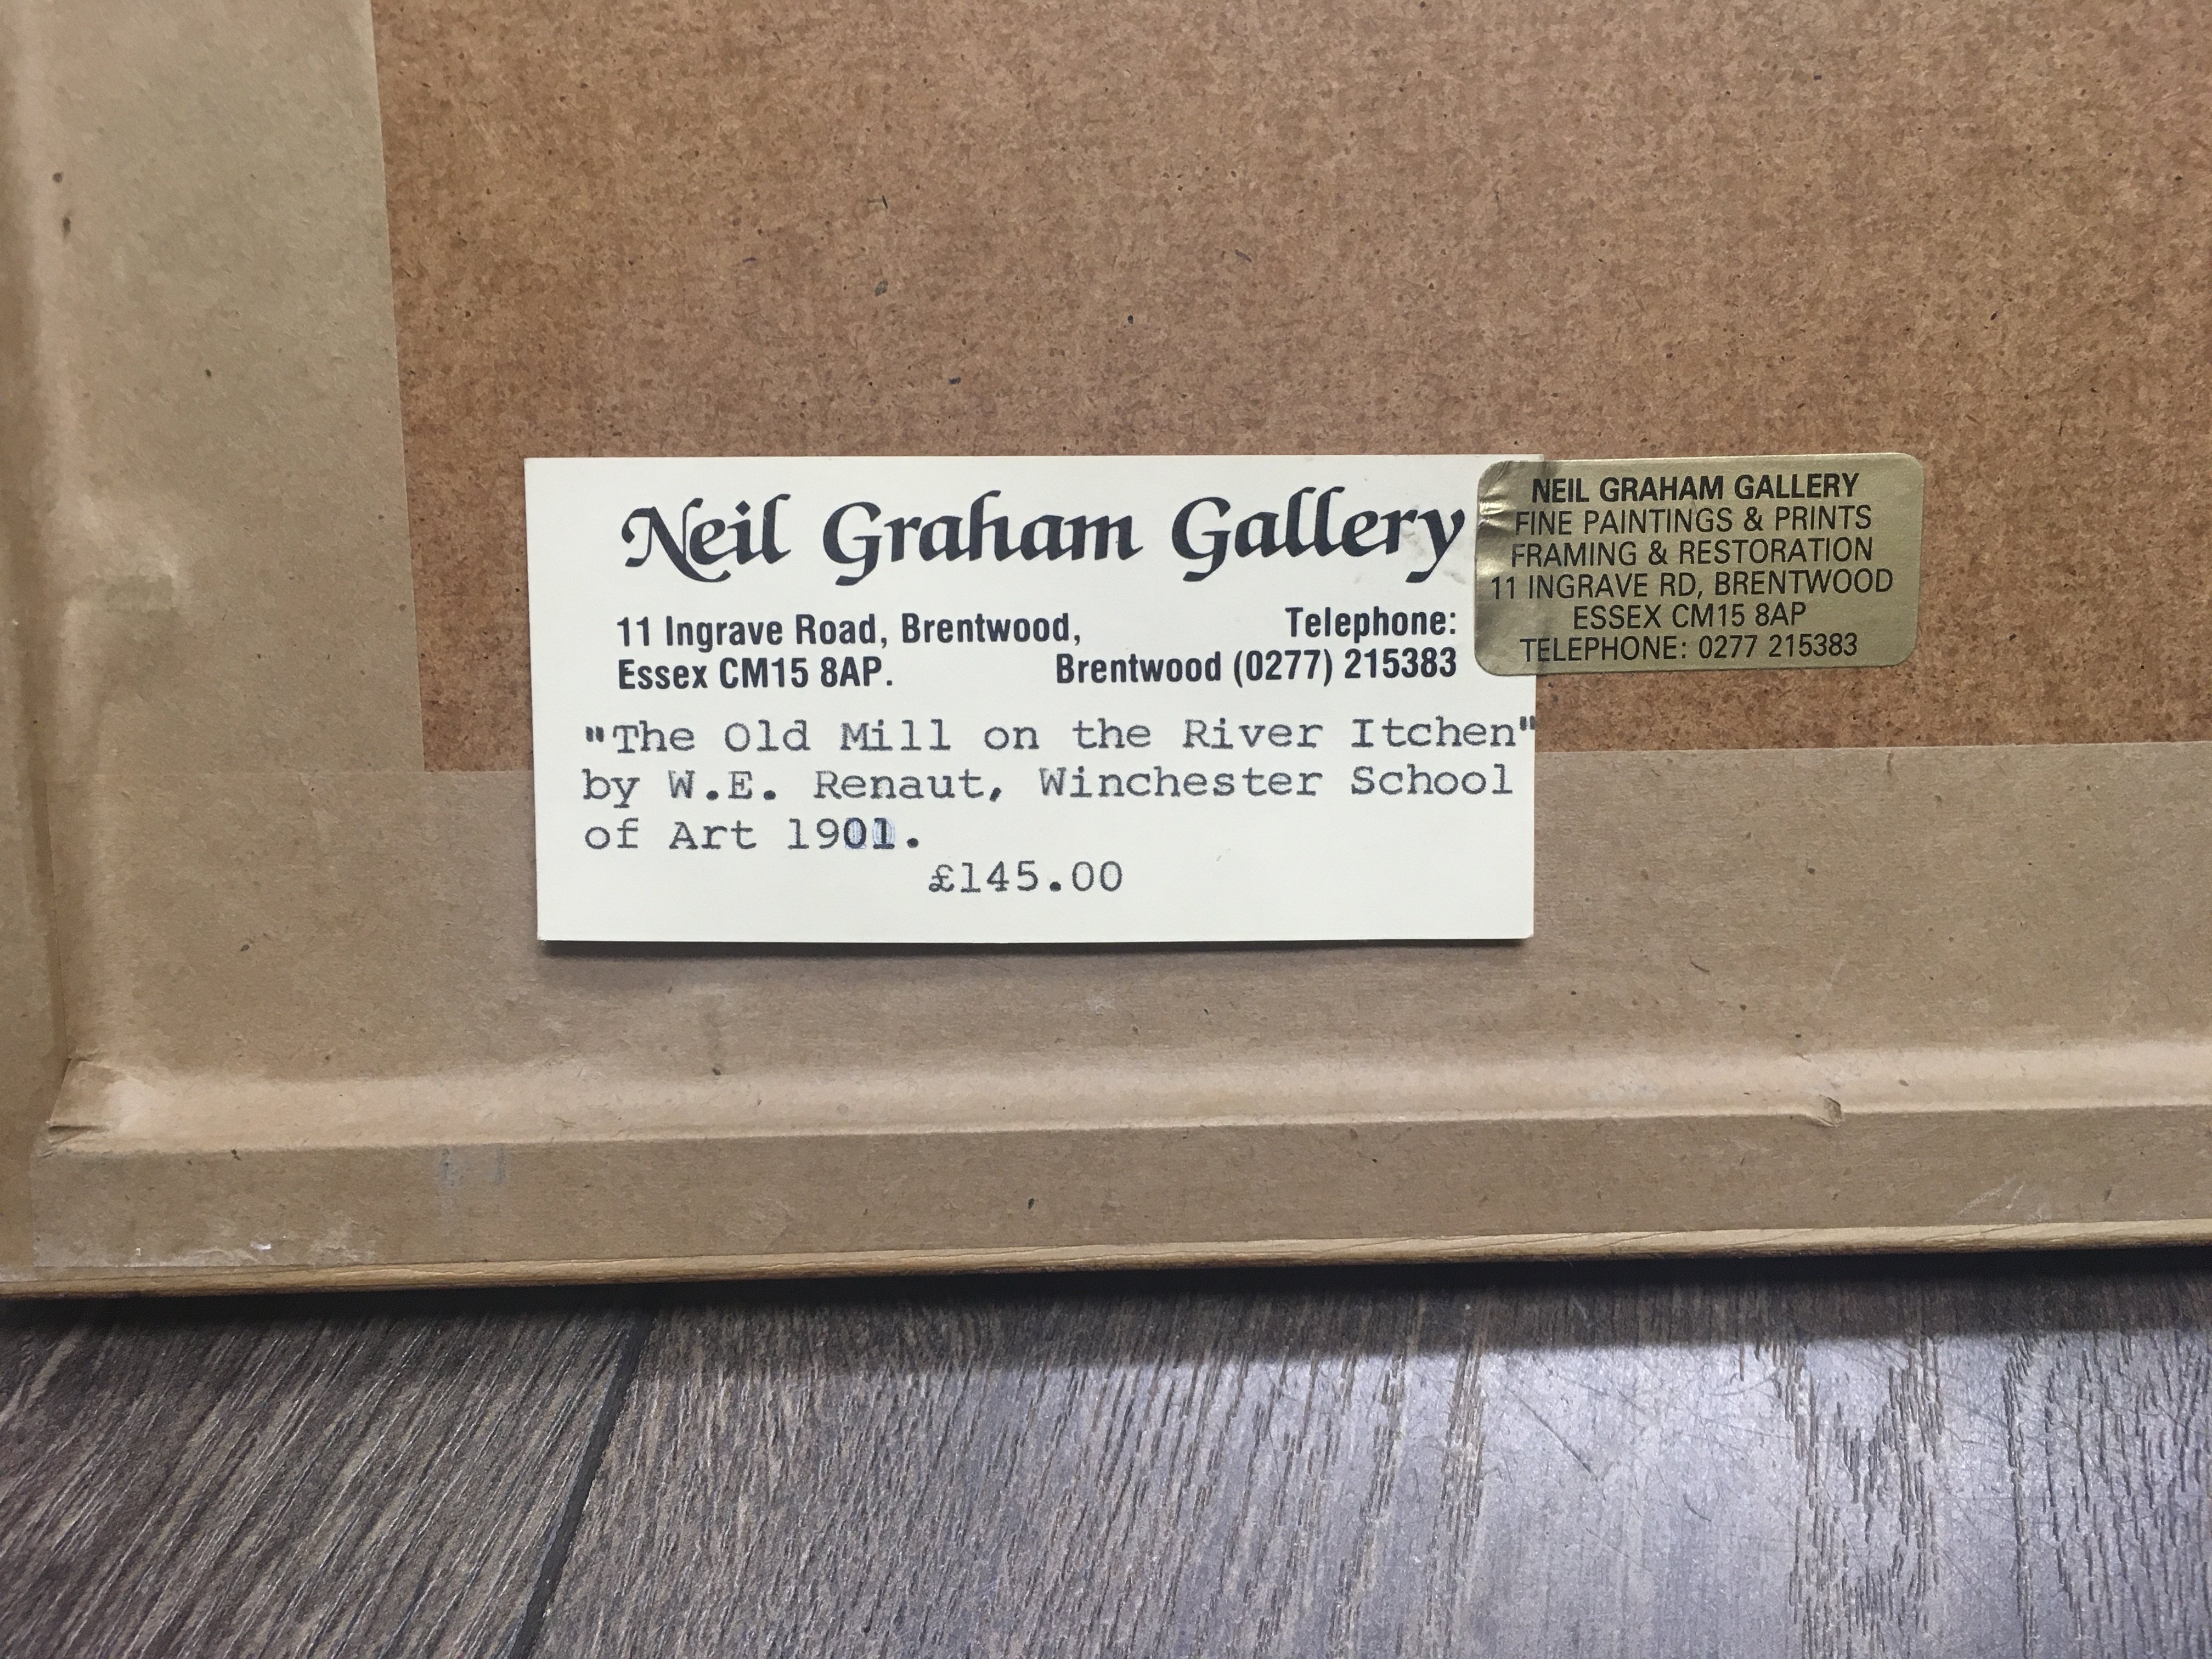 Neil Graham Gallery
11 Ingrave Road, Brentwood,
Essex CM15 8AP.
Telephone:
Brentwood (0277) 215383
"The Old Mill on the River Itchen"
by W.E. Renaut, Winchester School
of Art 1901.
£145.00
NEIL GRAHAM GALLERY
FINE PAINTINGS & PRINTS
FRAMING & RESTORATION
11 INGRAVE RD, BRENTWOOD
ESSEX CM15 8AP
TELEPHONE: 0277 215383